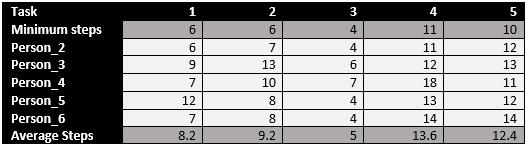 Task 1 2 3 4 5
Minimum steps 6 6 4 11 10
Person_2 6 7 4 11 12
Person_3 9 13 6 12 13
Person_4 7 10 7 18 11
Person_5 12 8 4 13 12
Person_6 7 8 4 14 14
Average Steps 8.2 9.2 5 13.6 12.4